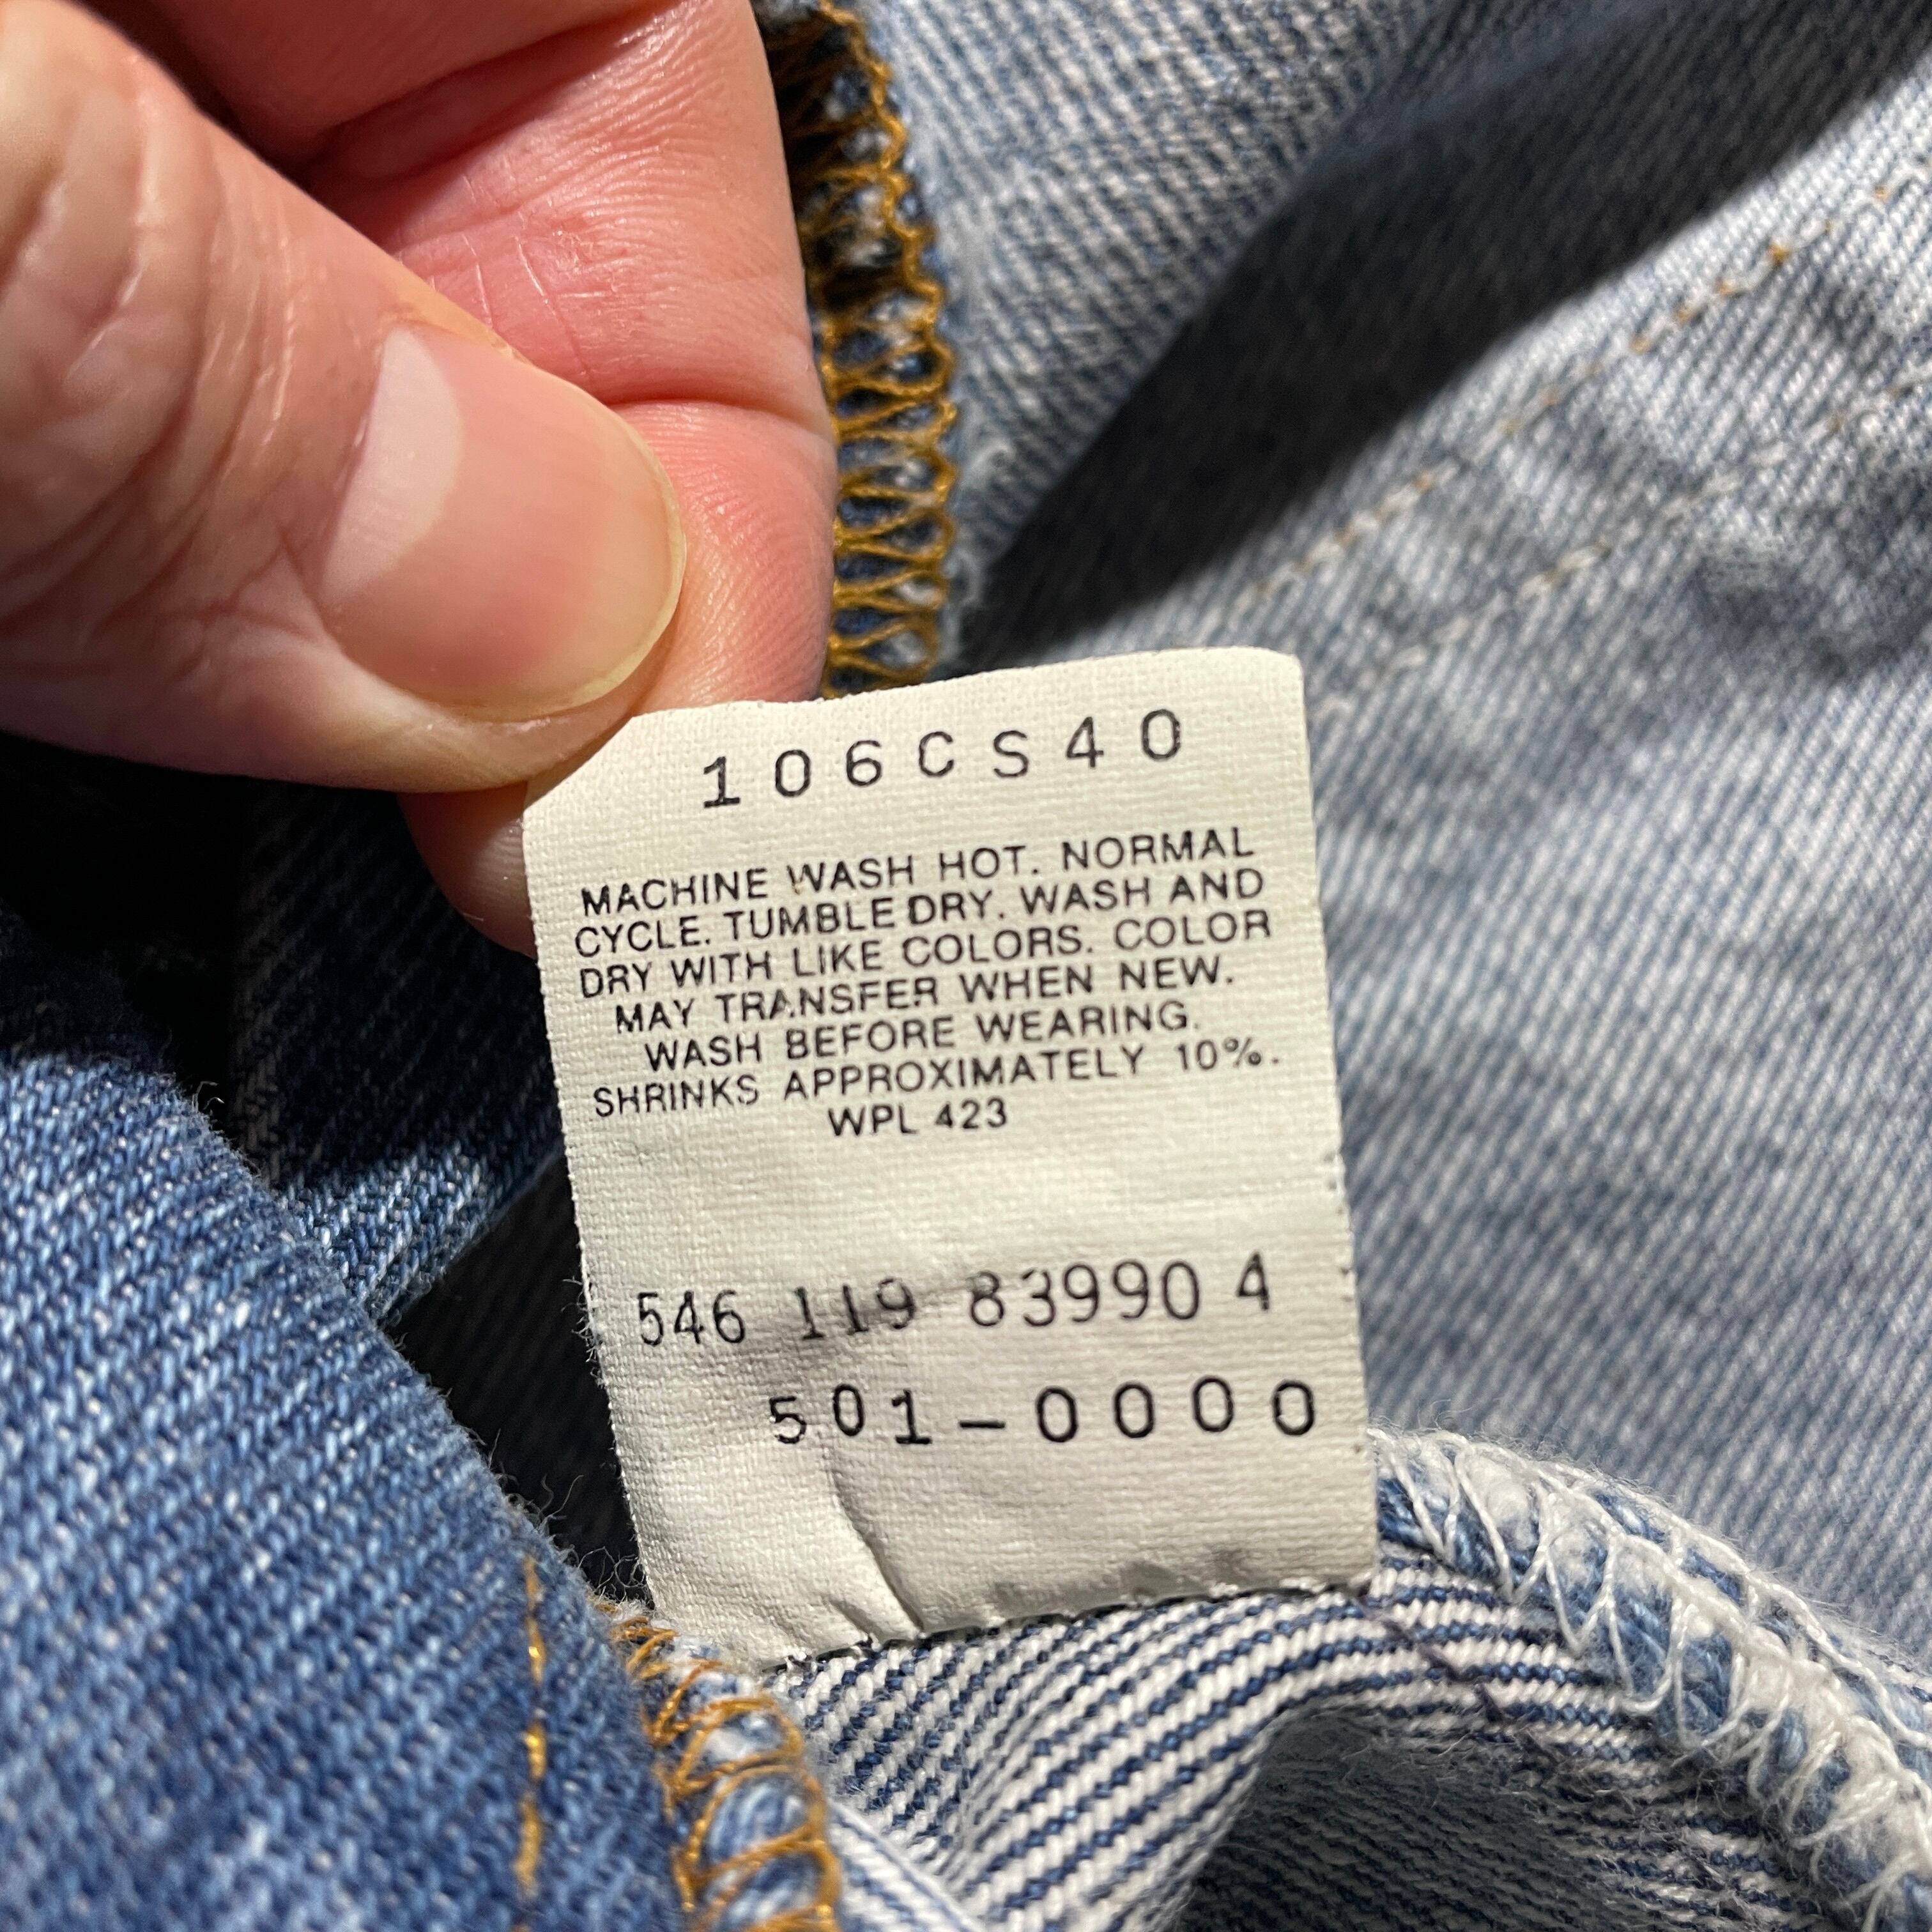 106CS40
MACHINE WASH HOT. NORMAL
CYCLE. TUMBLE DRY. WASH AND
DRY WITH LIKE COLORS. COLOR
MAY TRANSFER WHEN NEW.
WASH BEFORE WEARING.
SHRINKS APPROXIMATELY 10%.
WPL 423
546 119 83990 4
501-0000